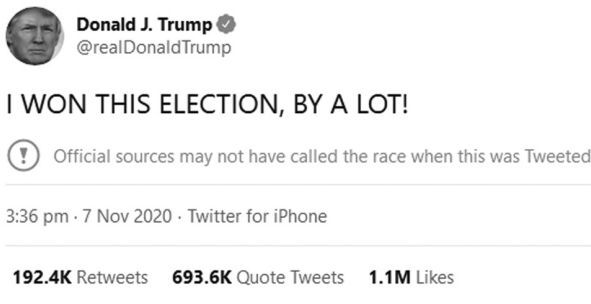 Donald J. Trump
@realDonaldTrump
I WON THIS ELECTION, BY A LOT!
Official sources may not have called the race when this was Tweeted
3:36 pm · 7 Nov 2020 · Twitter for iPhone
192.4K Retweets 693.6K Quote Tweets 1.1M Likes